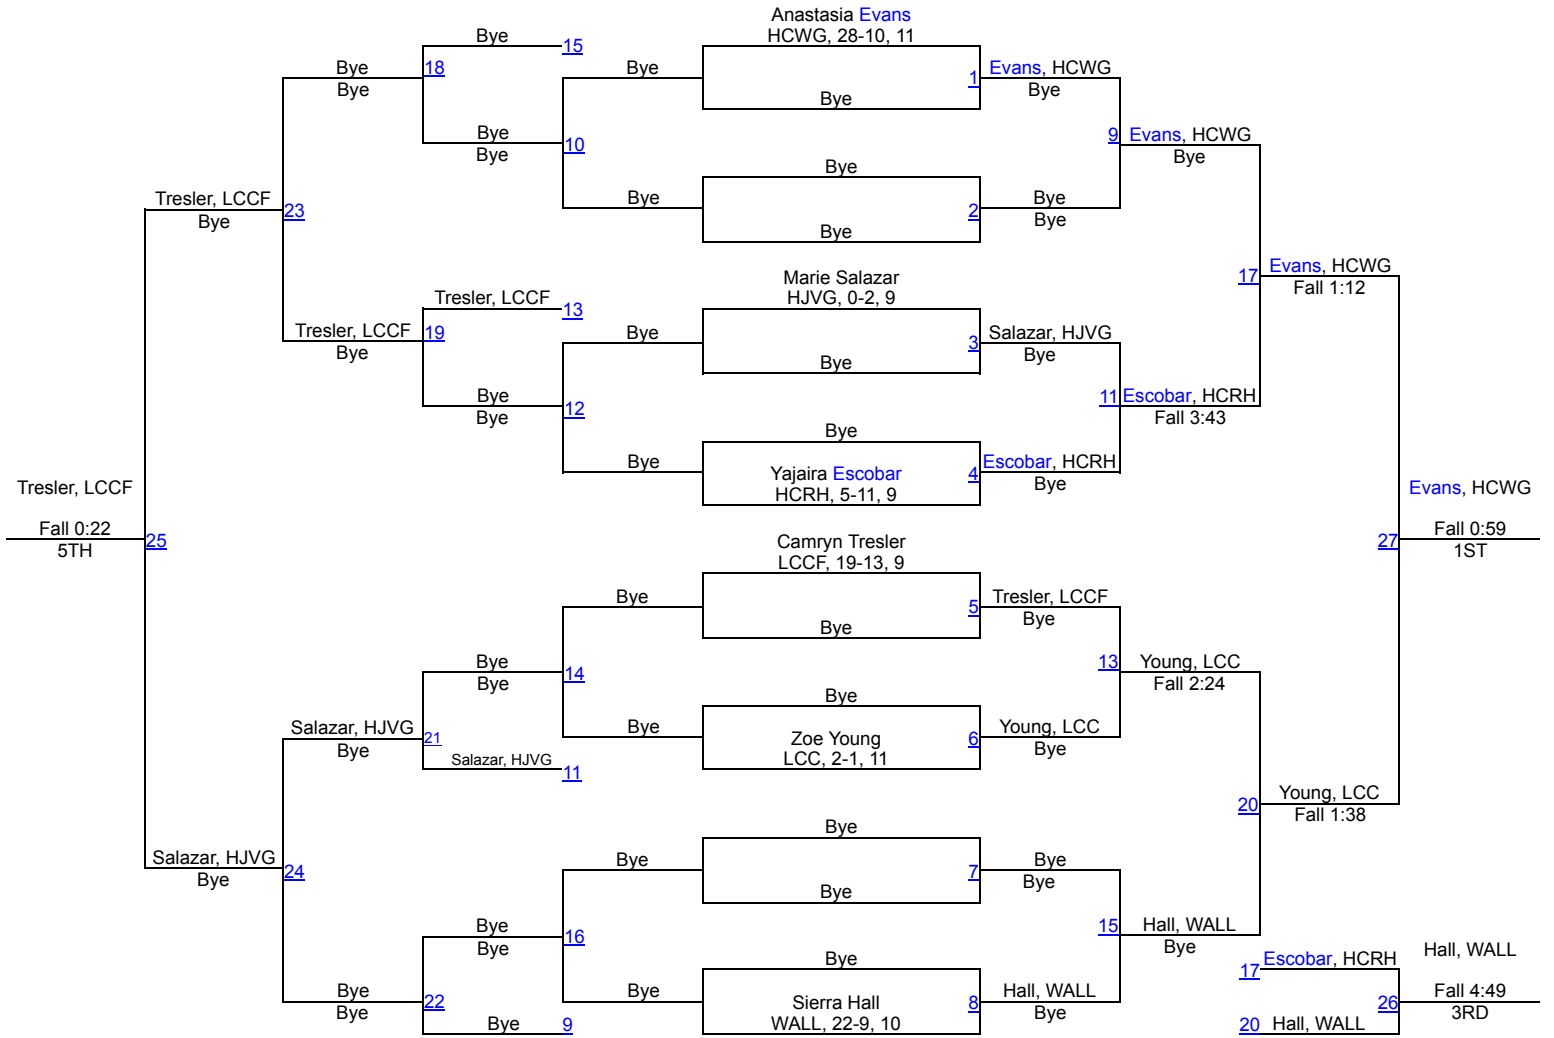 Anastasia Evans
HCWG, 28-10, 11
Bye
15
Bye
18
Bye
Bye
1
Evans, HCWG
Bye
Bye
Bye
10
Bye
9
Evans, HCWG
Bye
Bye
Tresler, LCCF
23
Bye
Bye
2
Bye
Bye
Bye
17
Evans, HCWG
Fall 1:12
Marie Salazar
HJVG, 0-2, 9
Tresler, LCCF
13
Tresler, LCCF
19
Bye
Bye
3
Salazar, HJVG
Bye
Bye
Bye
12
Bye
11
Escobar, HCRH
Fall 3:43
Bye
Bye
Yajaira Escobar
HCRH, 5-11, 9
4
Escobar, HCRH
Bye
Tresler, LCCF
Fall 0:22
5TH
25
Evans, HCWG
27
Fall 0:59
1ST
Camryn Tresler
LCCF, 19-13, 9
Bye
5
Tresler, LCCF
Bye
Bye
Bye
14
Bye
13
Young, LCC
Fall 2:24
Bye
Salazar, HJVG
21
Bye
Salazar, HJVG
11
Bye
Zoe Young
LCC, 2-1, 11
6
Young, LCC
Bye
20
Young, LCC
Fall 1:38
Bye
Salazar, HJVG
24
Bye
Bye
7
Bye
Bye
Bye
Bye
16
Bye
15
Hall, WALL
Bye
Bye
Bye
22
Bye
Bye
9
Bye
Sierra Hall
WALL, 22-9, 10
8
Hall, WALL
Bye
17
Escobar, HCRH
Hall, WALL
26
Fall 4:49
3RD
20
Hall, WALL